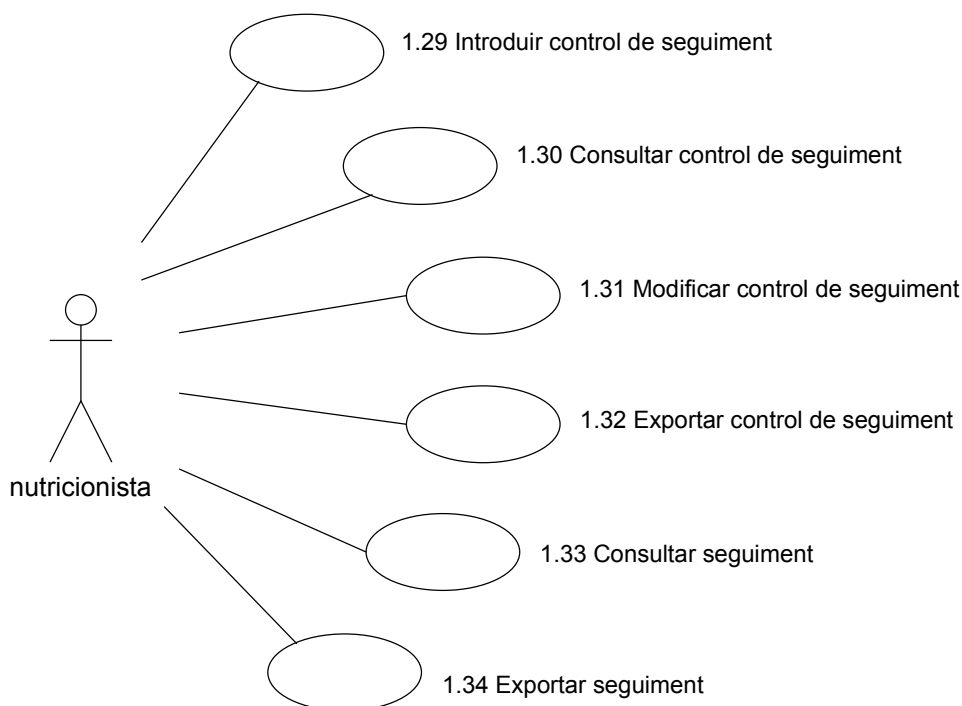 1.29 Introduir control de seguiment
1.30 Consultar control de seguiment
1.31 Modificar control de seguiment
1.32 Exportar control de seguiment
nutricionista
1.33 Consultar seguiment
1.34 Exportar seguiment